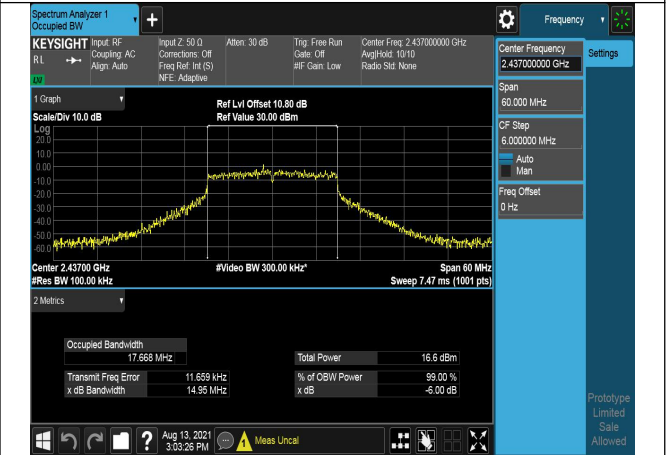 Spectrum Analyzer 1
Occupied BW
+
Frequency
KEYSIGHT
RL
LXI
Input: RF
Coupling: AC
Align: Auto
Input Z: 50 Ω
Corrections: Off
Freq Ref: Int (S)
NFE: Adaptive
Atten: 30 dB
Trig: Free Run
Gate: Off
#IF Gain: Low
Center Freq: 2.437000000 GHz
Avg|Hold: 10/10
Radio Std: None
Center Frequency
2.437000000 GHz
Settings
Span
60.000 MHz
CF Step
6.000000 MHz
Auto
Man
Freq Offset
0 Hz
1 Graph
Scale/Div 10.0 dB
Ref Lvl Offset 10.80 dB
Ref Value 30.00 dBm
Log
20.0
10.0
0.00
-10.0
-20.0
-30.0
-40.0
-50.0
-60.0
Center 2.43700 GHz
#Video BW 300.00 kHz*
Span 60 MHz
#Res BW 100.00 kHz
Sweep 7.47 ms (1001 pts)
2 Metrics
Occupied Bandwidth
17.668 MHz
Total Power 16.6 dBm
Transmit Freq Error 11.659 kHz
% of OBW Power 99.00 %
x dB Bandwidth 14.95 MHz
x dB -6.00 dB
Prototype
Limited
Sale
Allowed
?
Aug 13, 2021
3:03:26 PM
Meas Uncal